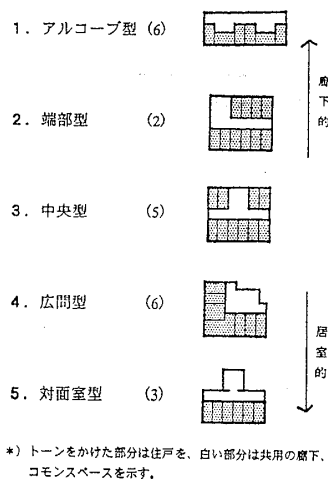 1. アルコーブ型 (6)
2. 端部型 (2)
3. 中央型 (5)
4. 広間型 (6)
5. 対面室型 (3)
廊下的
居室的
*) トーンをかけた部分は住戸を、白い部分は共用の廊下、
コモンスペースを示す。